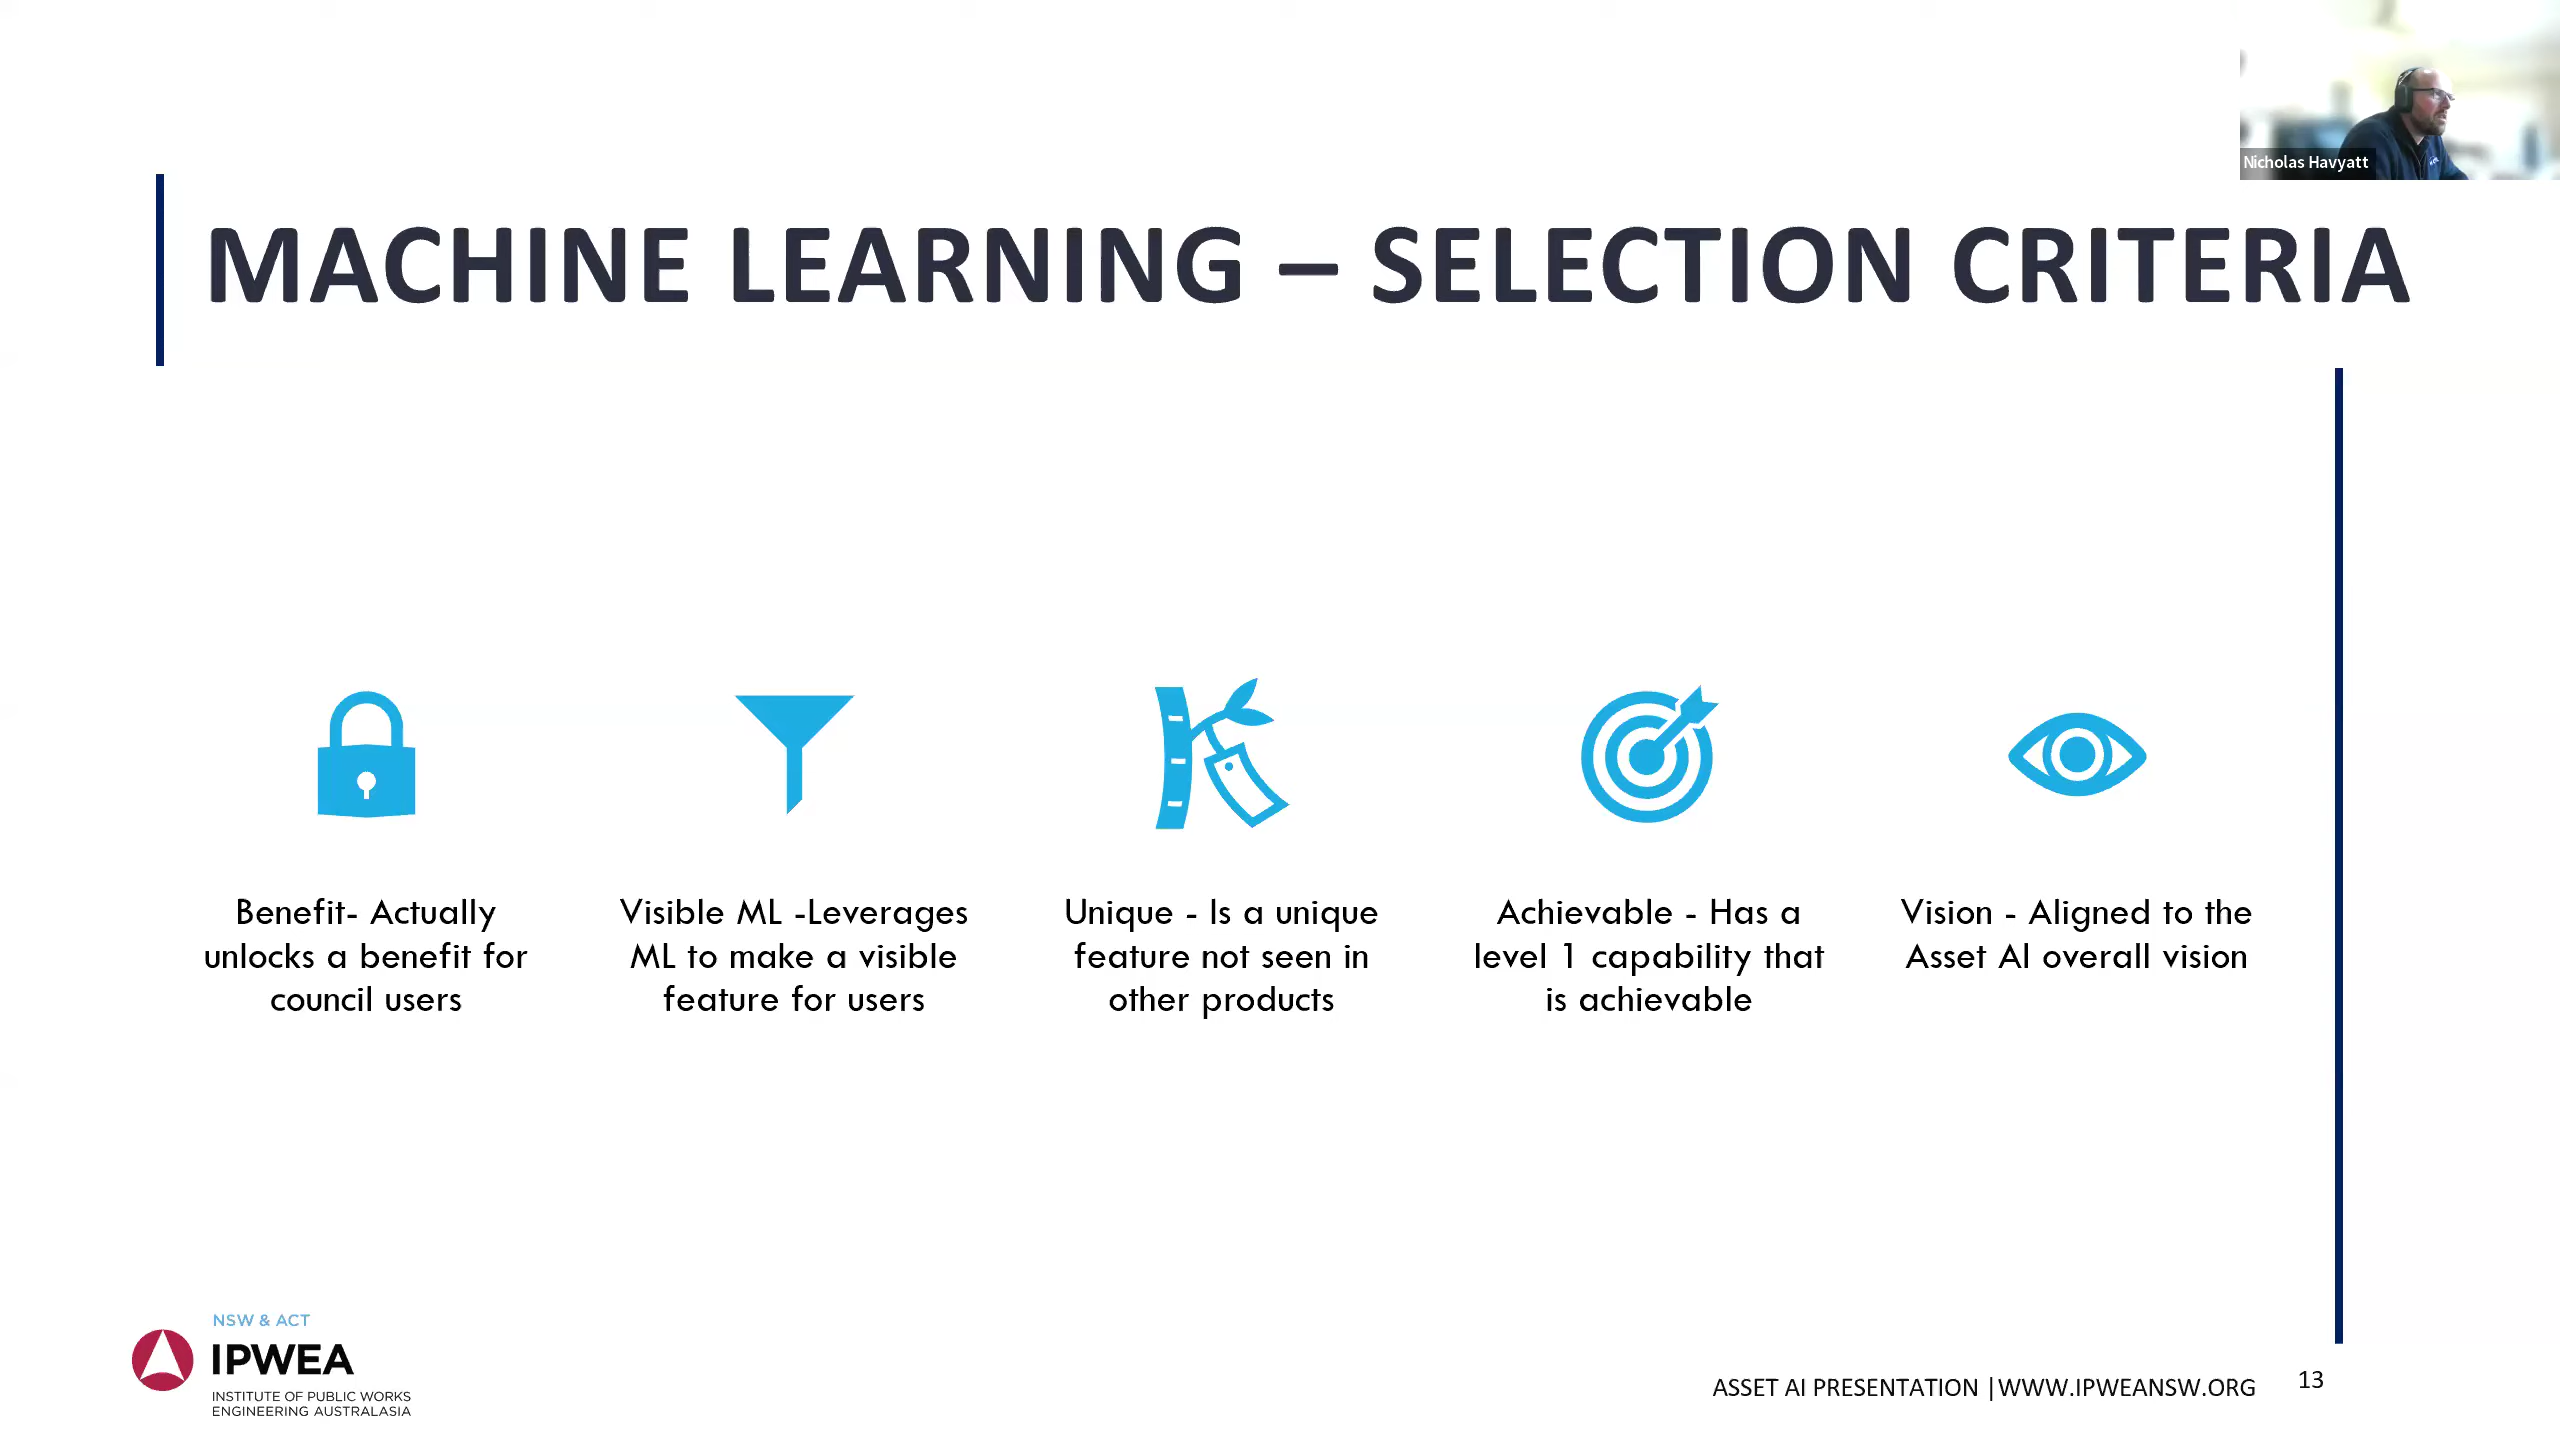 Nicholas Havyatt
MACHINE LEARNING – SELECTION CRITERIA
Benefit- Actually
unlocks a benefit for
council users
Visible ML -Leverages
ML to make a visible
feature for users
Unique - Is a unique
feature not seen in
other products
Achievable - Has a
level 1 capability that
is achievable
Vision - Aligned to the
Asset AI overall vision
NSW & ACT
IPWEA
INSTITUTE OF PUBLIC WORKS
ENGINEERING AUSTRALASIA
ASSET AI PRESENTATION |WWW.IPWEANSW.ORG
13